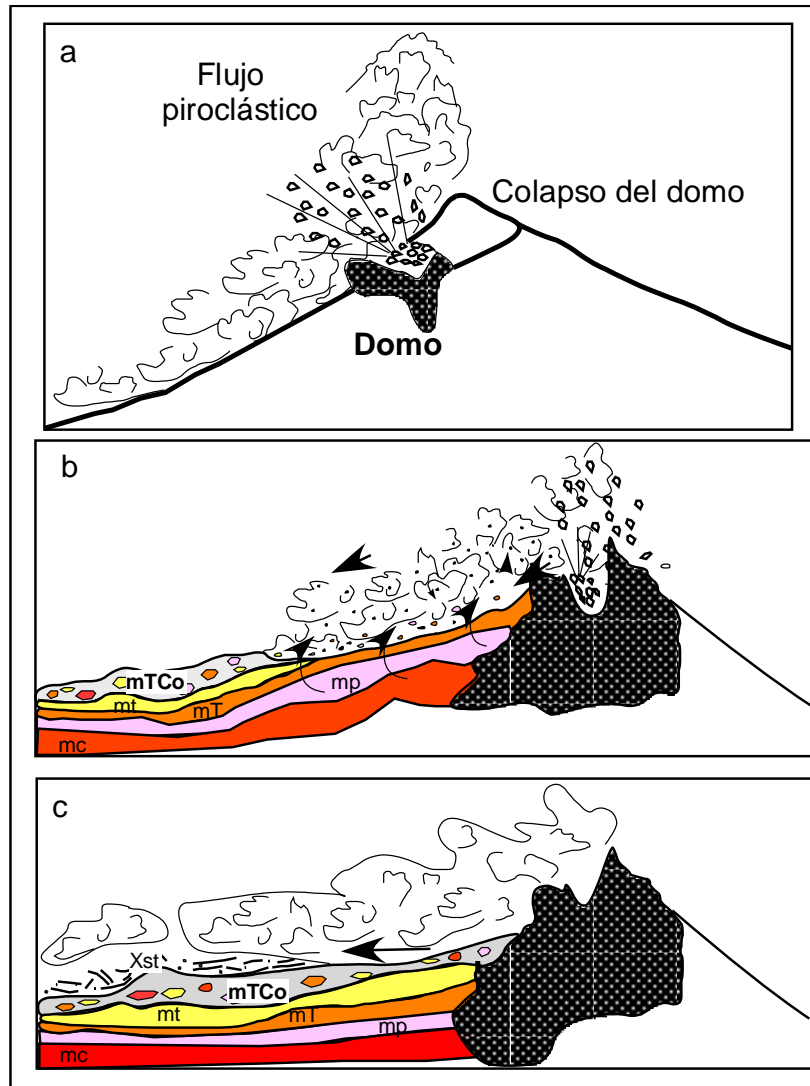 a
Flujo
piroclástico
Colapso del domo
Domo
b
mTCo
mt
mT
mp
mc
c
Xst
mTCo
mt
mT
mp
mc